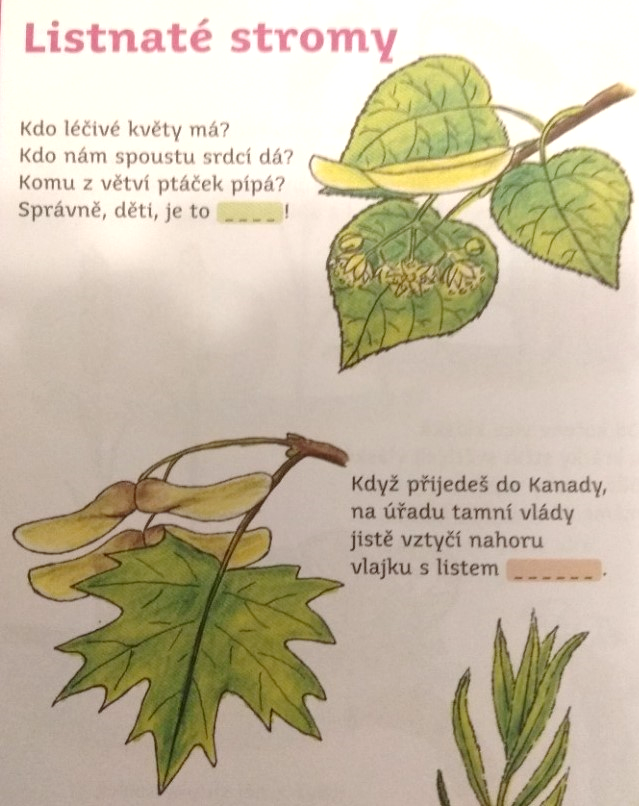 Listnaté stromy
Kdo léčivé květy má?
Kdo nám spoustu srdcí dá?
Komu z větví ptáček pípá?
Správně, děti, je to _ _ _ _!
Když přijedeš do Kanady,
na úřadu tamní vlády
jistě vztyčí nahoru
vlajku s listem _ _ _ _ _ _.